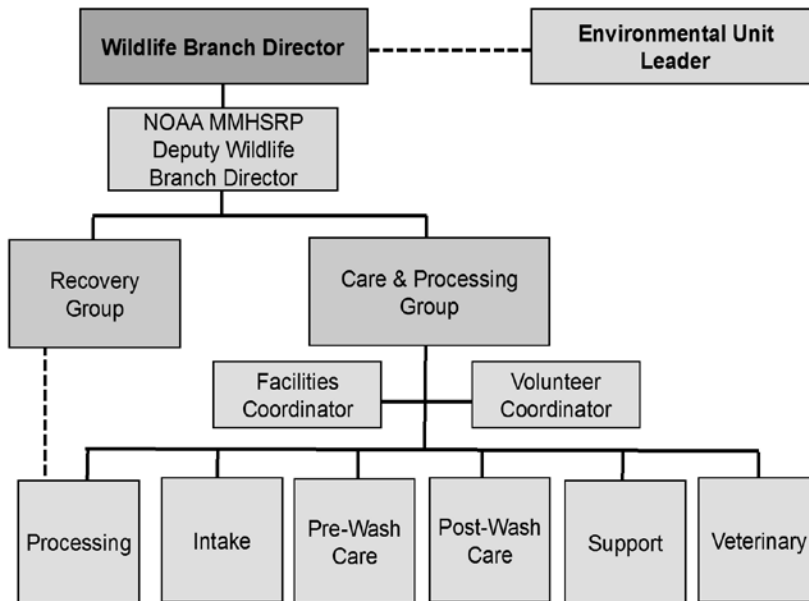 Wildlife Branch Director
Environmental Unit
Leader
NOAA MMHSRP
Deputy Wildlife
Branch Director
Recovery
Group
Care & Processing
Group
Facilities
Coordinator
Volunteer
Coordinator
Processing
Intake
Pre-Wash
Care
Post-Wash
Care
Support
Veterinary